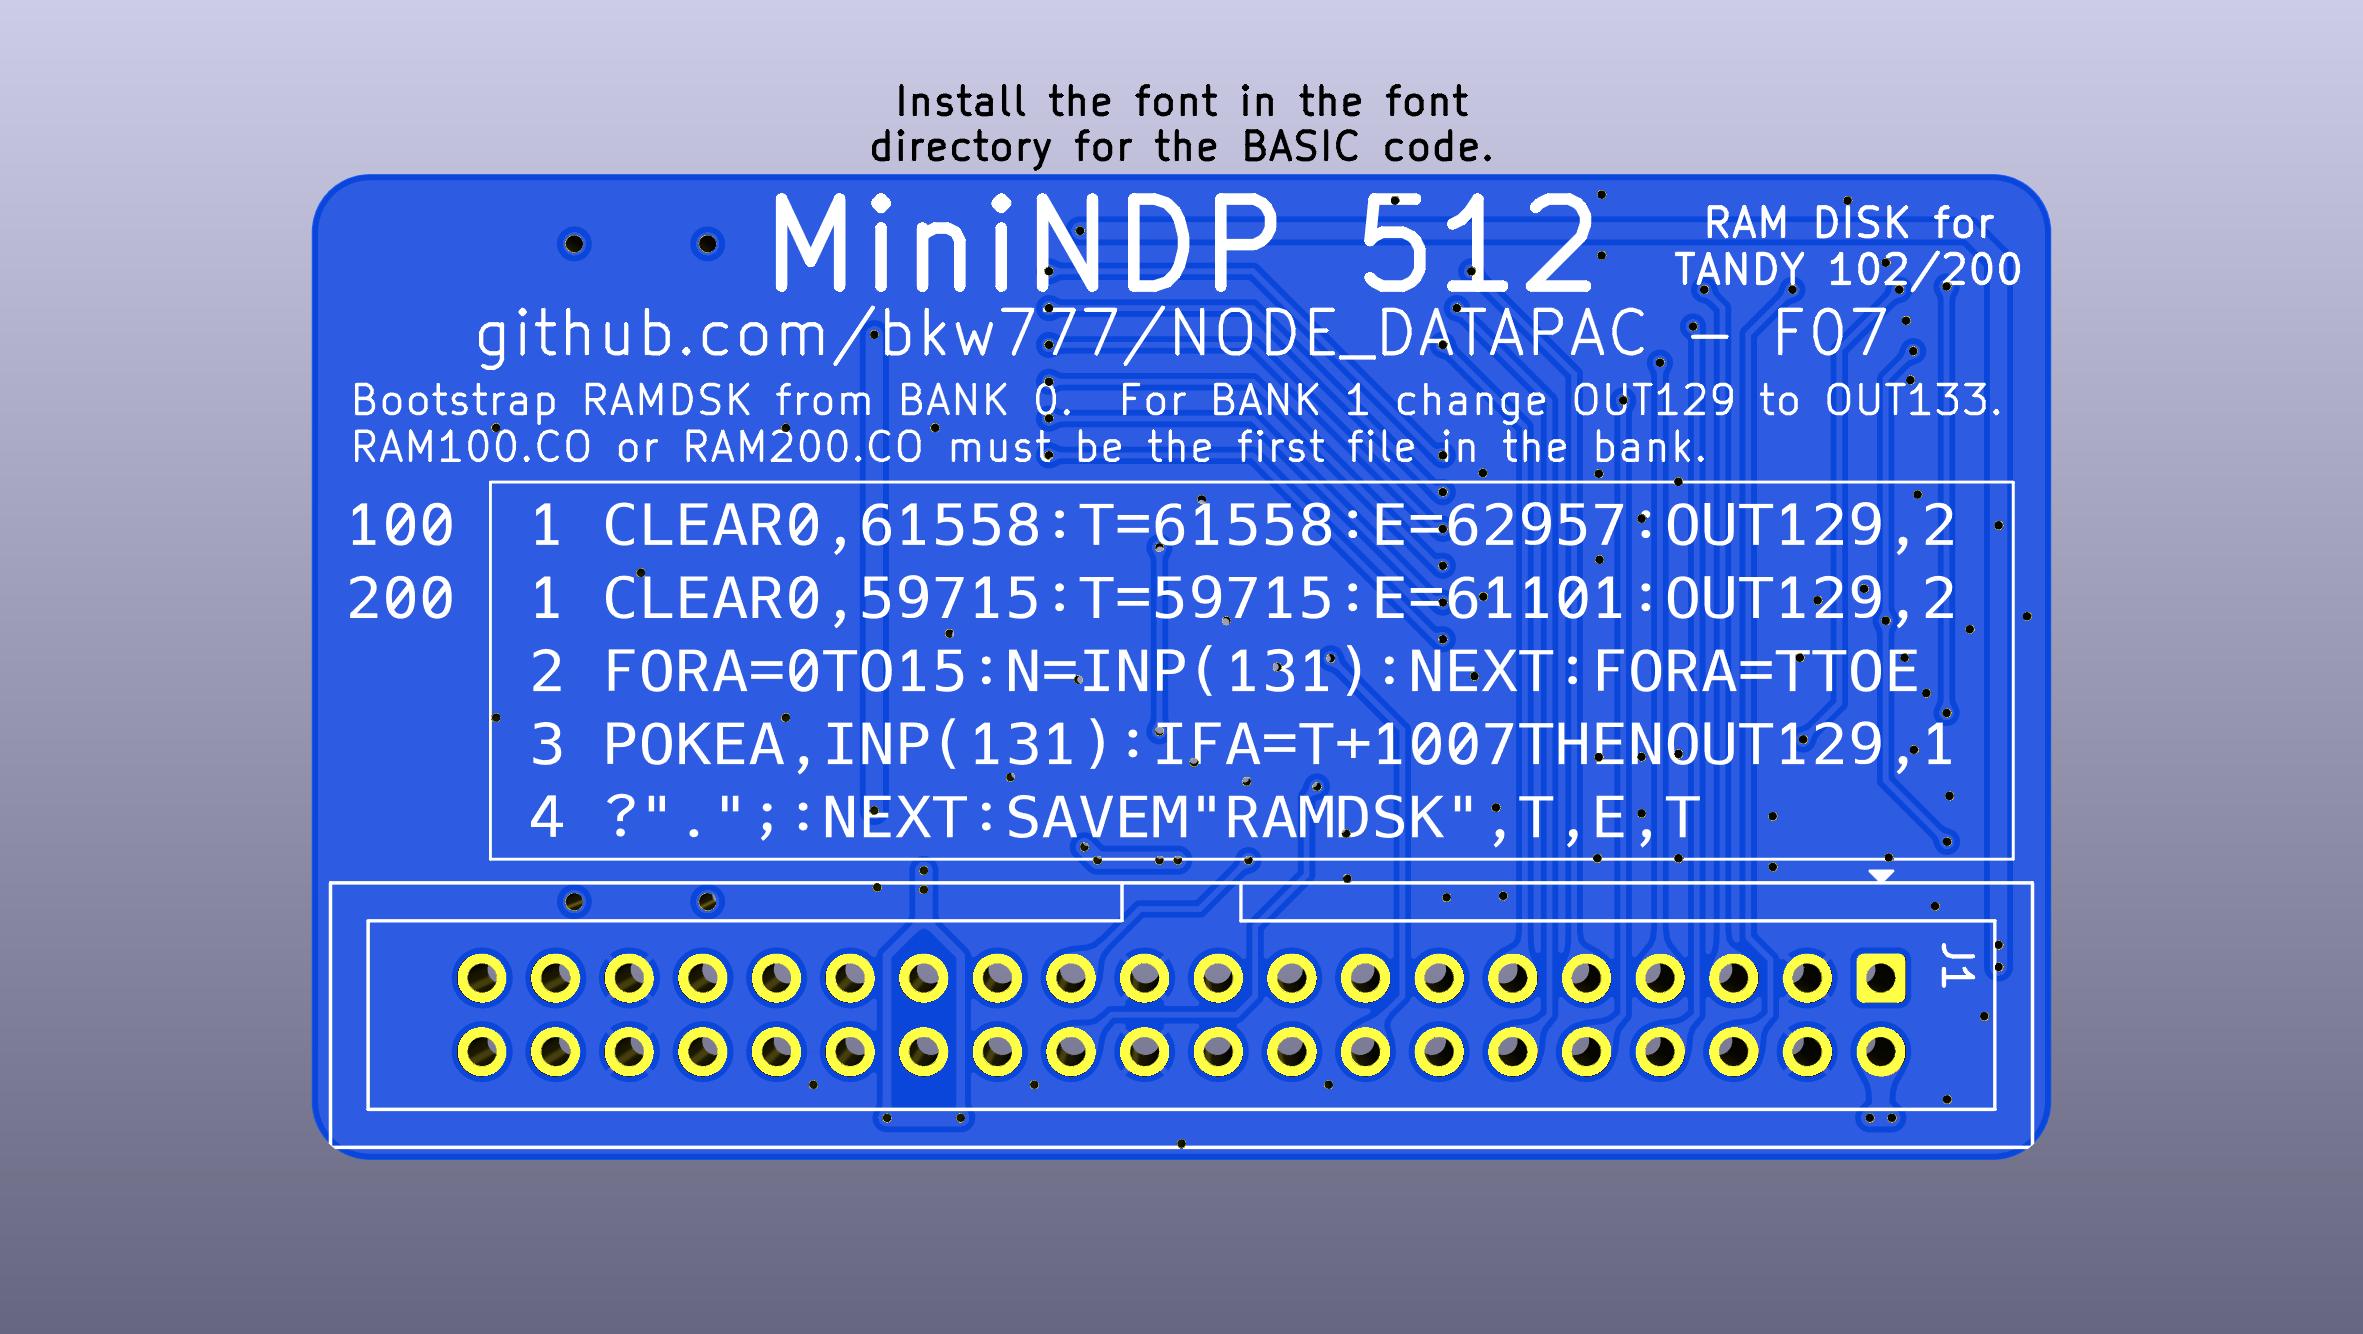 Install the font in the font
directory for the BASIC code.
MiniNDP 512
RAM DISK for
TANDY 102/200
github.com/bkw777/NODE_DATAPAC – F07
Bootstrap RAMDSK from BANK 0.  For BANK 1 change OUT129 to OUT133.
RAM100.CO or RAM200.CO must be the first file in the bank.
100 1 CLEAR0,61558:T=61558:E=62957:OUT129,2
200 1 CLEAR0,59715:T=59715:E=61101:OUT129,2
2 FORA=0TO15:N=INP(131):NEXT:FORA=TTOE
3 POKEA,INP(131):IFA=T+1007THENOUT129,1
4 ?".";:NEXT:SAVEM"RAMDSK",T,E,T
J1